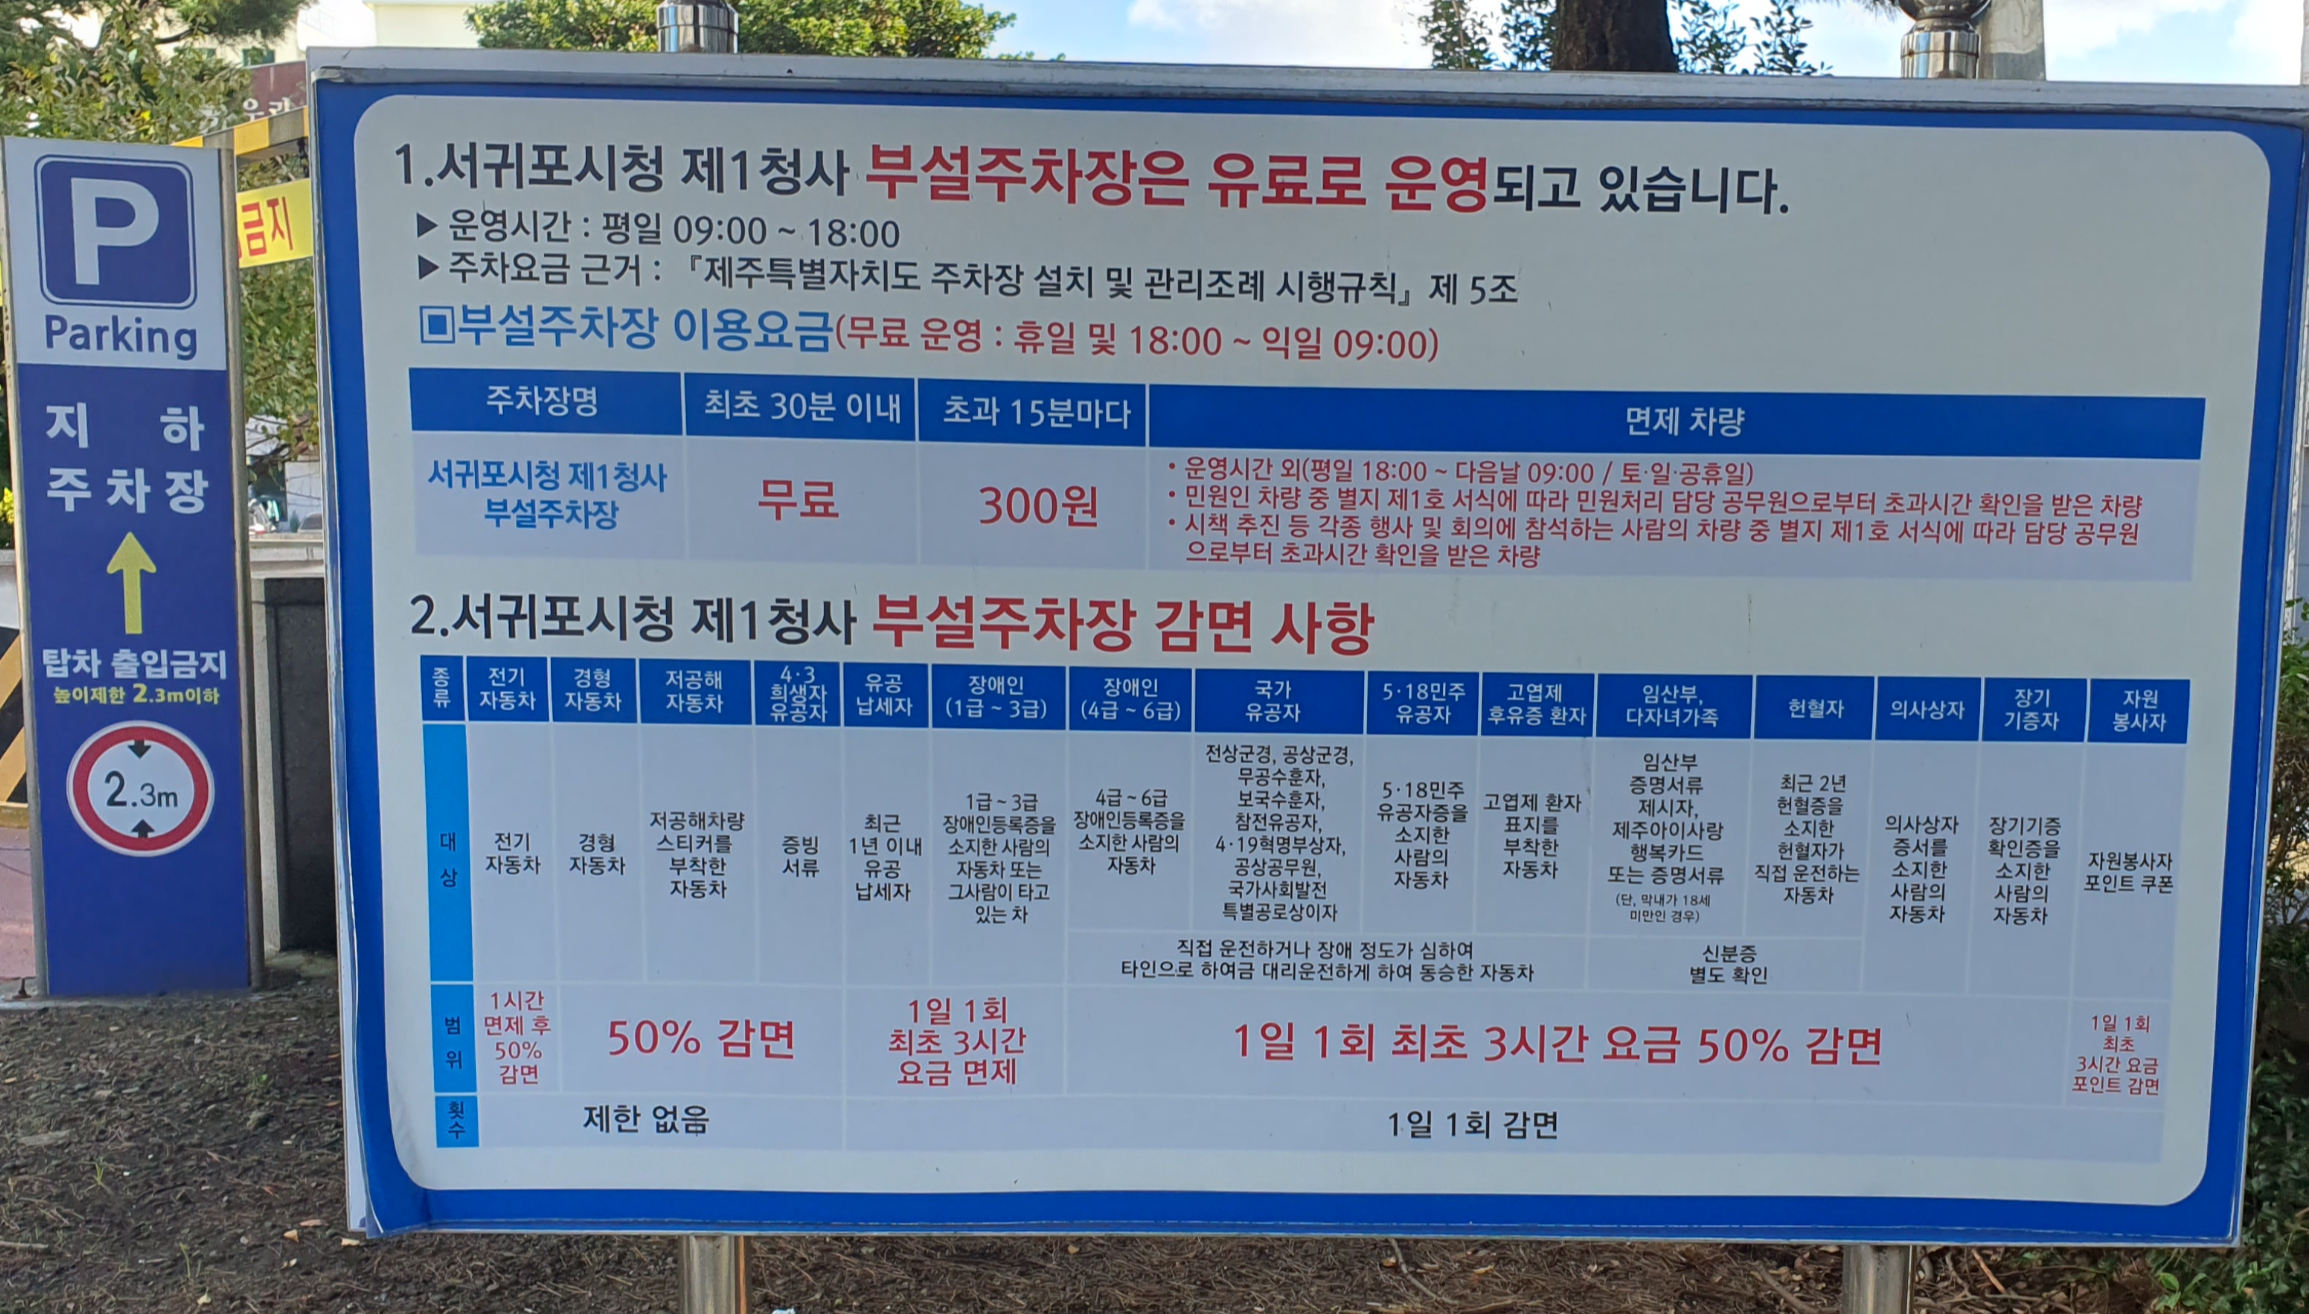 금지
P
Parking
지 하
주차장
탑차 출입금지
높이제한 2.3m이하
2.3m
1.서귀포시청 제1청사 부설주차장은 유료로 운영되고 있습니다.
▶ 운영시간 : 평일 09:00 ~ 18:00
▶ 주차요금 근거 : 『제주특별자치도 주차장 설치 및 관리조례 시행규칙』 제 5조
▣부설주차장 이용요금(무료 운영 : 휴일 및 18:00 ~ 익일 09:00)
주차장명 최초 30분 이내 초과 15분마다 면제 차량
서귀포시청 제1청사
부설주차장
무료
300원
• 운영시간 외(평일 18:00 ~ 다음날 09:00 / 토·일·공휴일)
• 민원인 차량 중 별지 제1호 서식에 따라 민원처리 담당 공무원으로부터 초과시간 확인을 받은 차량
• 시책 추진 등 각종 행사 및 회의에 참석하는 사람의 차량 중 별지 제1호 서식에 따라 담당 공무원
으로부터 초과시간 확인을 받은 차량
2.서귀포시청 제1청사 부설주차장 감면 사항
종
류
전기
자동차
경형
자동차
저공해
자동차
4·3
희생자
유공자
유공
납세자
장애인
(1급 ~ 3급)
장애인
(4급 ~ 6급)
국가
유공자
5·18민주
유공자
고엽제
후유증 환자
임산부,
다자녀가족
헌혈자
의사상자
장기
기증자
자원
봉사자
대
상
전기
자동차
경형
자동차
저공해차량
스티커를
부착한
자동차
증빙
서류
최근
1년 이내
유공
납세자
1급 ~ 3급
장애인등록증을
소지한 사람의
자동차 또는
그사람이 타고
있는 차
4급 ~ 6급
장애인등록증을
소지한 사람의
자동차
전상군경, 공상군경,
무공수훈자,
보국수훈자,
참전유공자,
4·19혁명부상자,
공상공무원,
국가사회발전
특별공로상이자
5·18민주
유공자증을
소지한
사람의
자동차
고엽제 환자
표지를
부착한
자동차
임산부
증명서류
제시자,
제주아이사랑
행복카드
또는 증명서류
(단, 막내가 18세
미만인 경우)
최근 2년
헌혈증을
소지한
헌혈자가
직접 운전하는
자동차
의사상자
증서를
소지한
사람의
자동차
장기기증
확인증을
소지한
사람의
자동차
자원봉사자
포인트 쿠폰
직접 운전하거나 장애 정도가 심하여
타인으로 하여금 대리운전하게 하여 동승한 자동차
신분증
별도 확인
범
위
1시간
면제 후
50%
감면
50% 감면
1일 1회
최초 3시간
요금 면제
1일 1회 최초 3시간 요금 50% 감면
1일 1회
최초
3시간 요금
포인트 감면
횟
수
제한 없음
1일 1회 감면